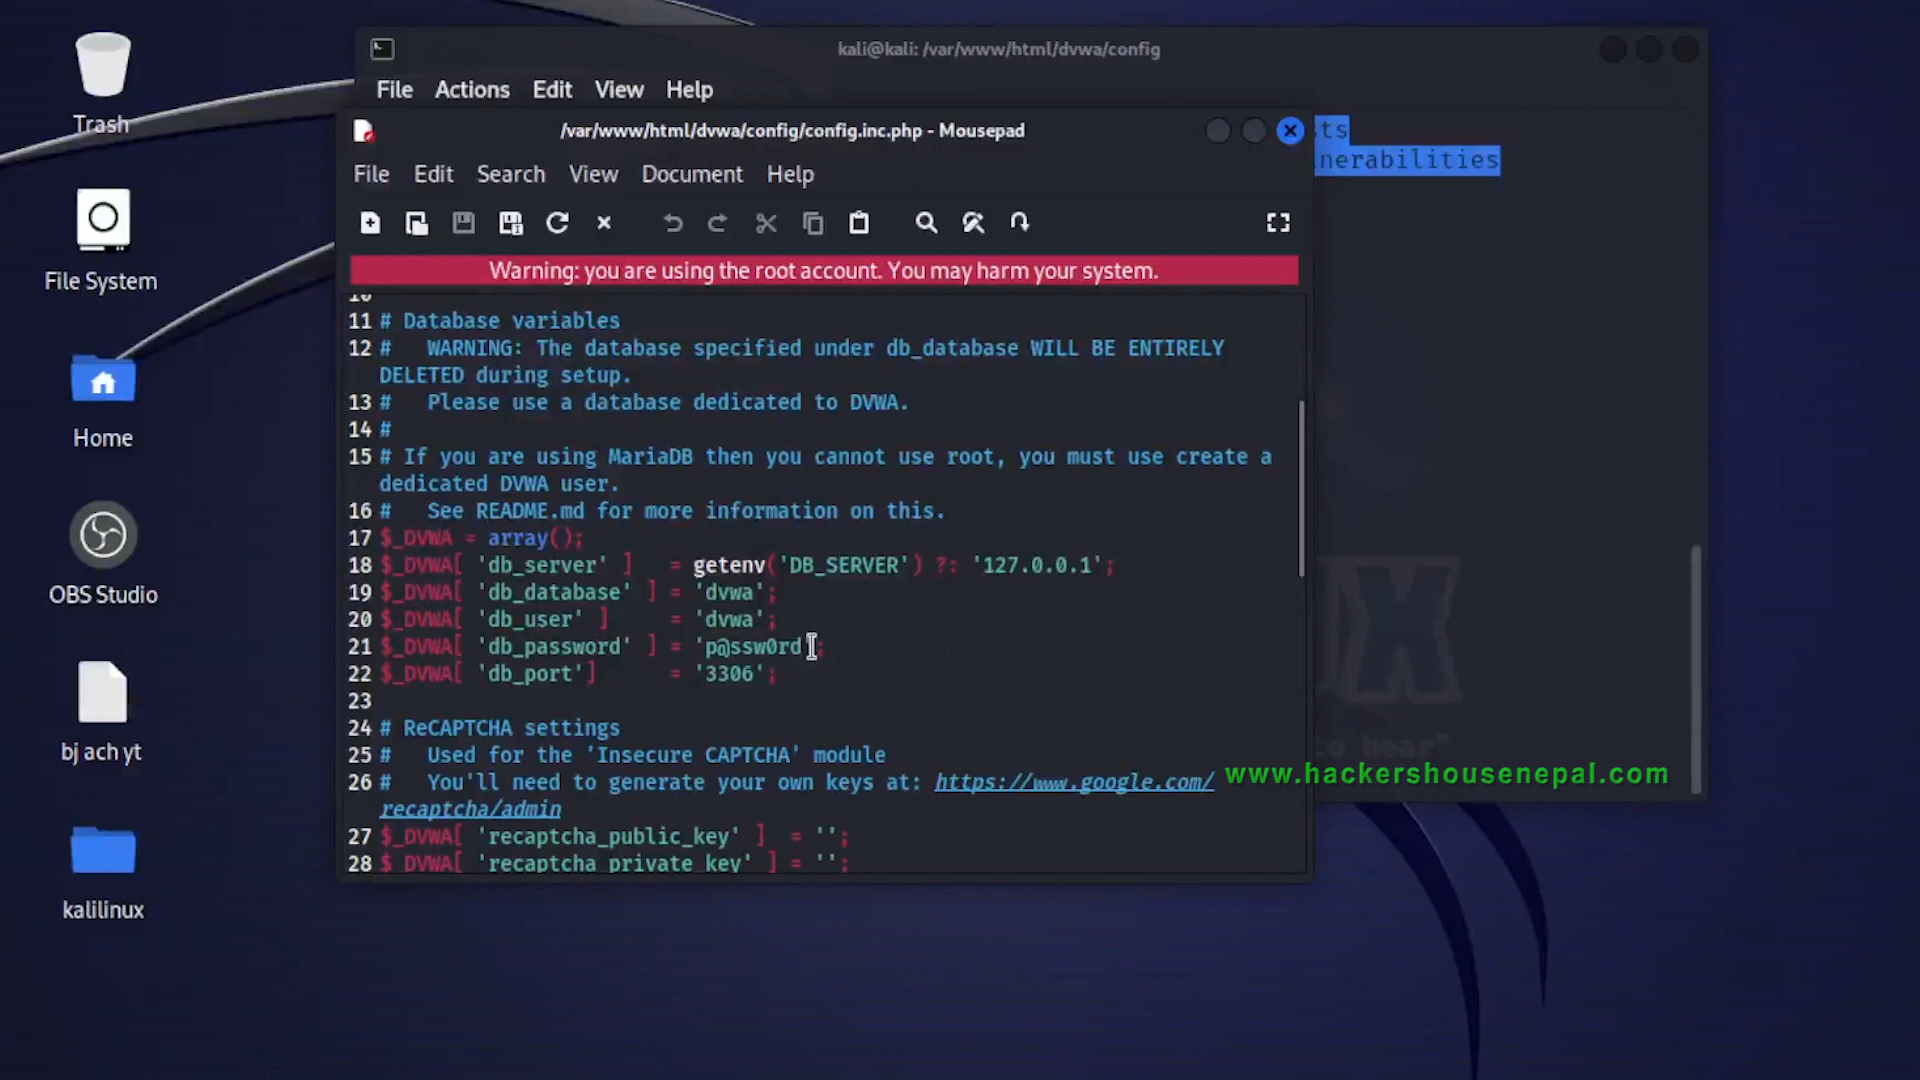 Trash
File System
Home
OBS Studio
bj ach yt
kalilinux
kali@kali: /var/www/html/dvwa/config
File Actions Edit View Help
/var/www/html/dvwa/config/config.inc.php - Mousepad
File Edit Search View Document Help
Warning: you are using the root account. You may harm your system.
10
11 # Database variables
12 #   WARNING: The database specified under db_database WILL BE ENTIRELY
DELETED during setup.
13 #   Please use a database dedicated to DVWA.
14 #
15 # If you are using MariaDB then you cannot use root, you must use create a
dedicated DVWA user.
16 #   See README.md for more information on this.
17 $_DVWA = array();
18 $_DVWA[ 'db_server' ]   = getenv('DB_SERVER') ?: '127.0.0.1';
19 $_DVWA[ 'db_database' ] = 'dvwa';
20 $_DVWA[ 'db_user' ]     = 'dvwa';
21 $_DVWA[ 'db_password' ] = 'p@ssw0rd';
22 $_DVWA[ 'db_port']      = '3306';
23
24 # ReCAPTCHA settings
25 #   Used for the 'Insecure CAPTCHA' module
26 #   You'll need to generate your own keys at: https://www.google.com/
recaptcha/admin
27 $_DVWA[ 'recaptcha_public_key' ]  = '';
28 $_DVWA[ 'recaptcha_private_key' ] = '';
sts
nerabilities
to hear"
www.hackershousenepal.com